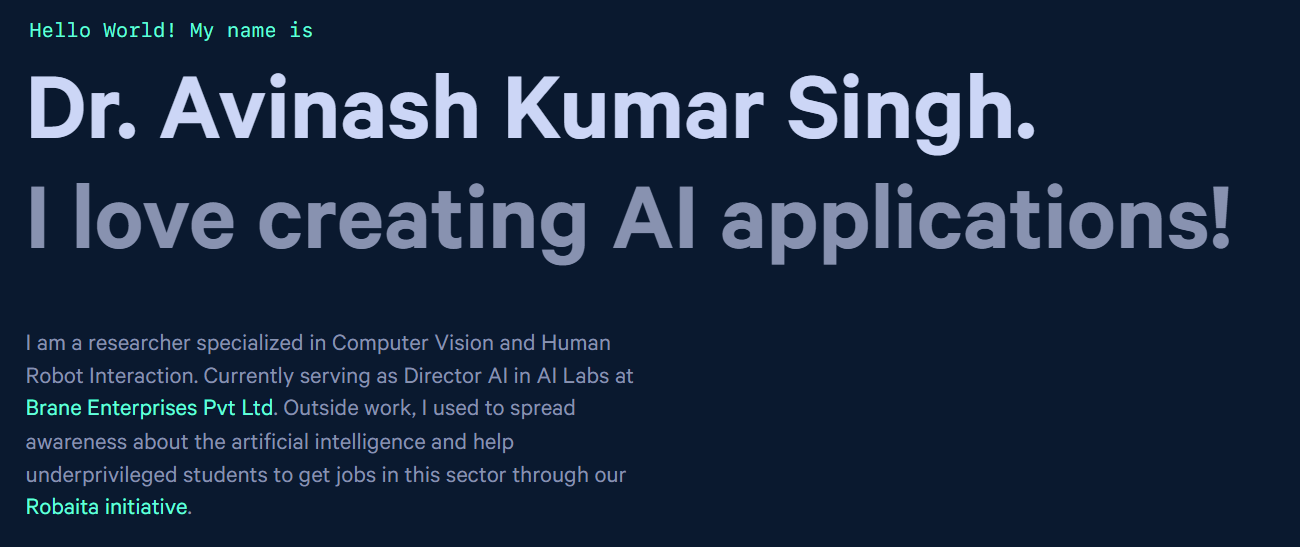 Hello World! My name is
Dr. Avinash Kumar Singh.
I love creating AI applications!
I am a researcher specialized in Computer Vision and Human
Robot Interaction. Currently serving as Director AI in AI Labs at
Brane Enterprises Pvt Ltd. Outside work, I used to spread
awareness about the artificial intelligence and help
underprivileged students to get jobs in this sector through our
Robaita initiative.